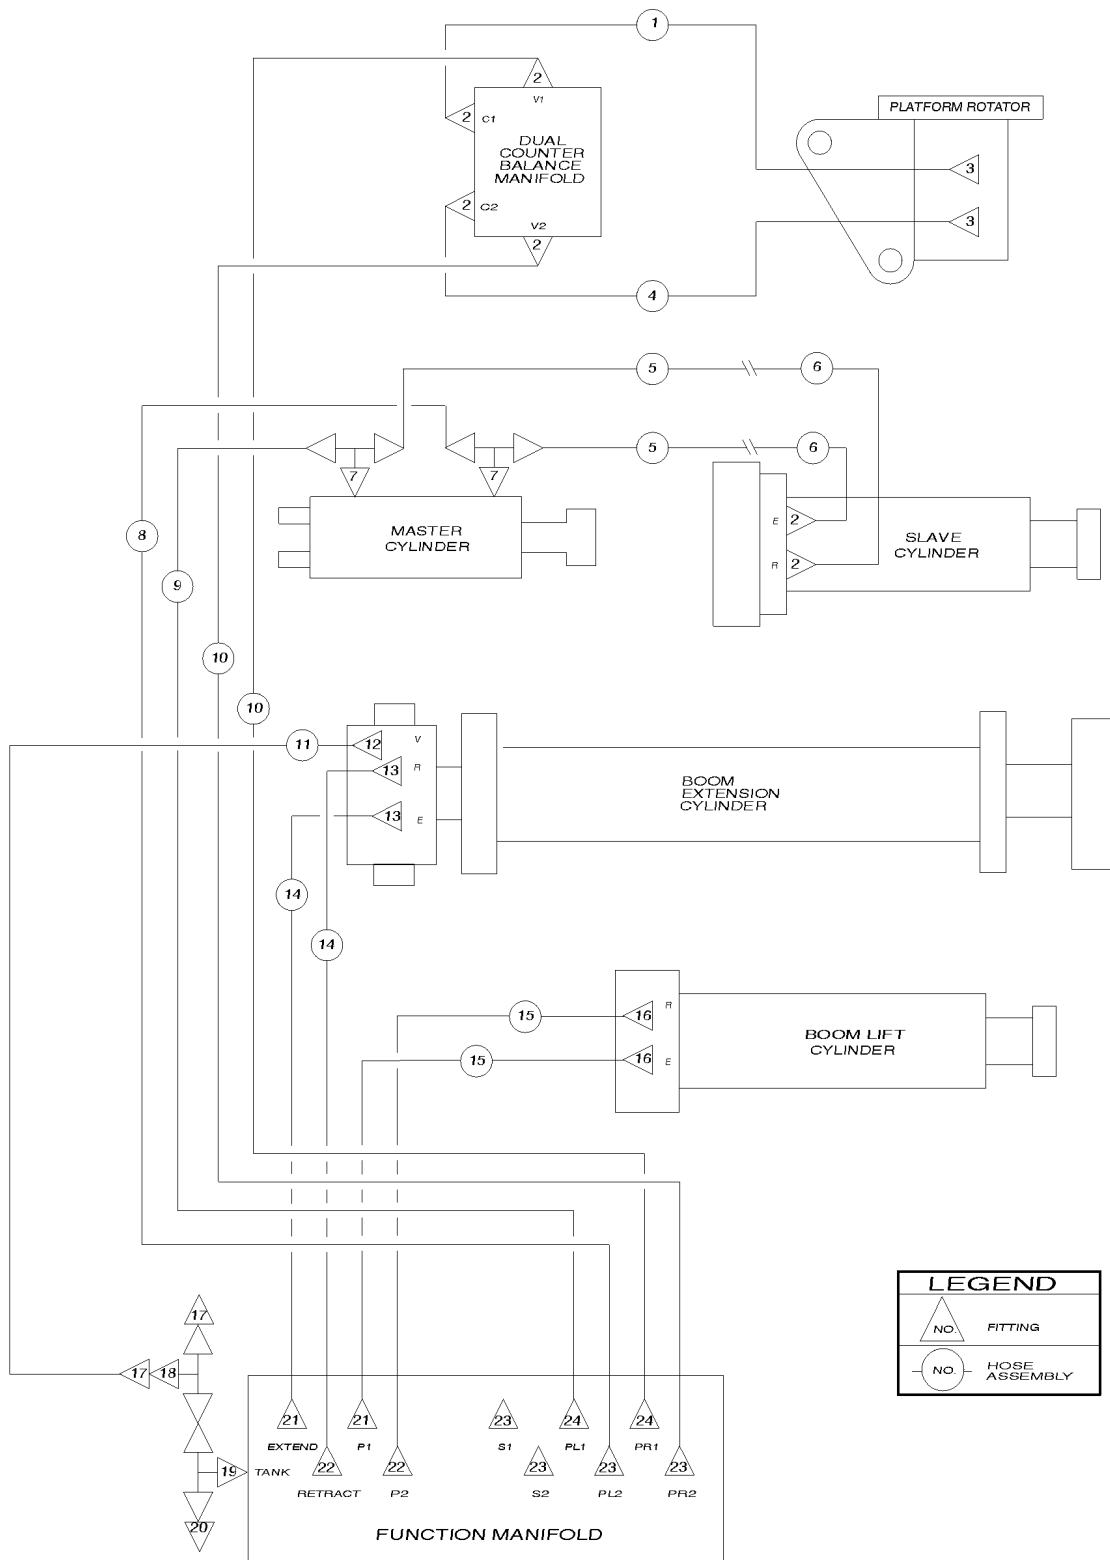 1
2
V1
2
C1
DUAL
COUNTER
BALANCE
MANIFOLD
PLATFORM ROTATOR
3
2
C2
3
V2
2
4
5
6
5
6
7
7
8
MASTER
CYLINDER
E
2
R
2
SLAVE
CYLINDER
9
10
10
11
12
V
13
R
13
E
BOOM
EXTENSION
CYLINDER
14
14
15
16
R
15
16
E
BOOM LIFT
CYLINDER
LEGEND
NO.
FITTING
NO.
HOSE
ASSEMBLY
17
17
18
19
TANK
20
21
EXTEND
21
P1
23
S1
24
PL1
24
PR1
22
RETRACT
22
P2
23
S2
23
PL2
23
PR2
FUNCTION MANIFOLD